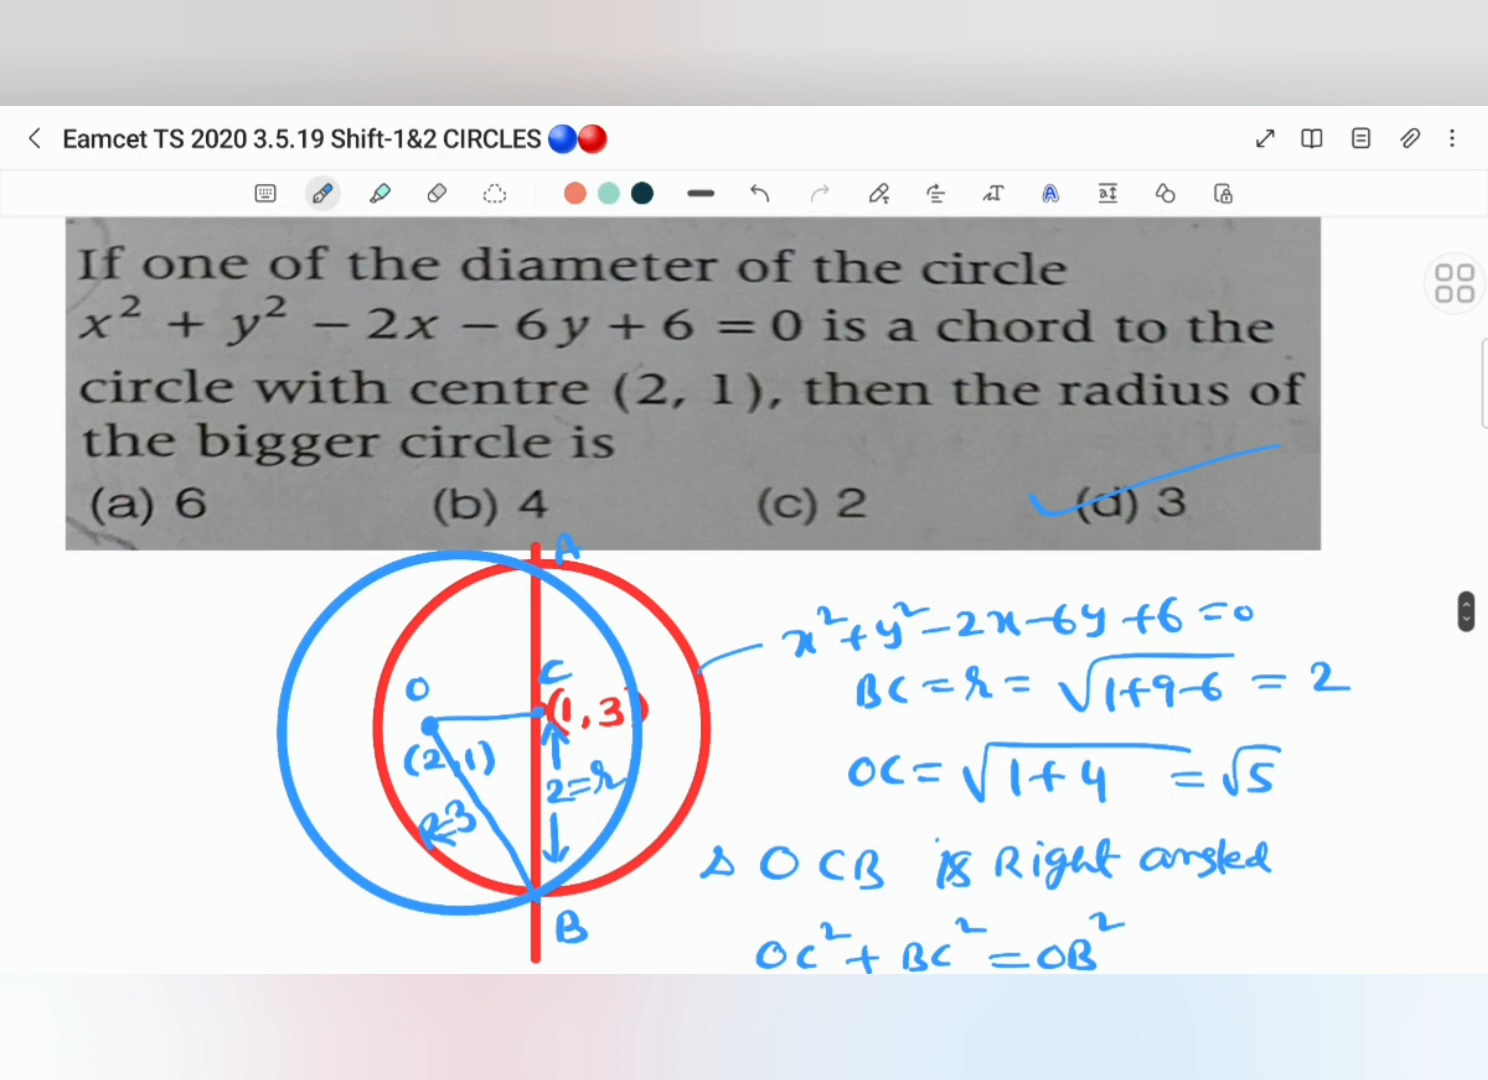 Eamcet TS 2020 3.5.19 Shift-1&2 CIRCLES
If one of the diameter of the circle
x² + y² – 2x – 6y + 6 = 0 is a chord to the
circle with centre (2, 1), then the radius of
the bigger circle is
(a) 6 (b) 4 (c) 2 (d) 3
A
x²+y²-2x-6y+6=0
BC = r = √1+9-6 = 2
C
O
(1,3)
(2,1)
OC = √1+4 = √5
2=r
R=3
Δ OCB is Right angled
B
OC²+BC²=OB²